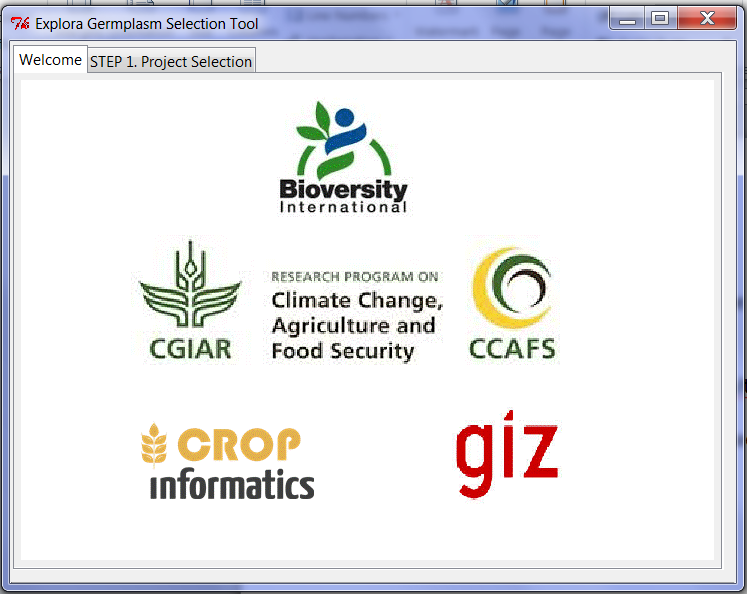 Explora Germplasm Selection Tool
Welcome
STEP 1. Project Selection
Bioversity
International
CGIAR
RESEARCH PROGRAM ON
Climate Change,
Agriculture and
Food Security
CCAFS
CROP
informatics
giz